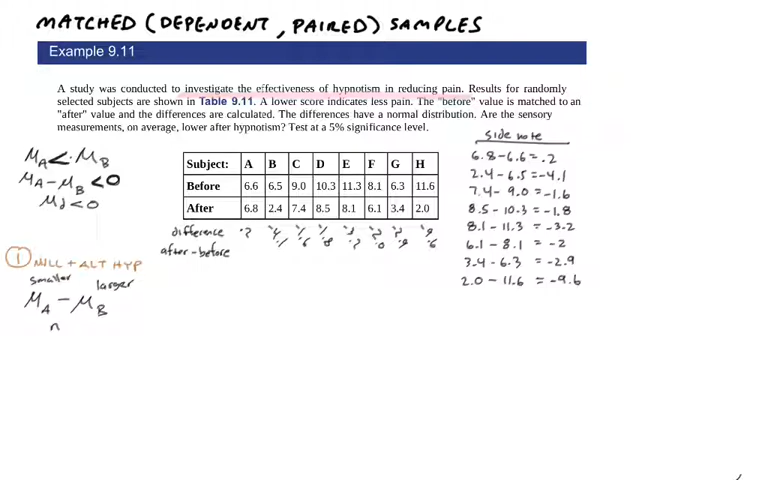 MATCHED (DEPENDENT, PAIRED) SAMPLES
Example 9.11
A study was conducted to investigate the effectiveness of hypnotism in reducing pain. Results for randomly
selected subjects are shown in Table 9.11. A lower score indicates less pain. The "before" value is matched to an
"after" value and the differences are calculated. The differences have a normal distribution. Are the sensory
measurements, on average, lower after hypnotism? Test at a 5% significance level.
μA < μB
μA − μB < 0
μd < 0
Subject: A B C D E F G H
Before 6.6 6.5 9.0 10.3 11.3 8.1 6.3 11.6
After 6.8 2.4 7.4 8.5 8.1 6.1 3.4 2.0
difference
after - before
side note
6.8 - 6.6 = .2
2.4 - 6.5 = -4.1
7.4 - 9.0 = -1.6
8.5 - 10.3 = -1.8
8.1 - 11.3 = -3.2
6.1 - 8.1 = -2
3.4 - 6.3 = -2.9
2.0 - 11.6 = -9.6
① NULL + ALT HYP
smaller larger
μA − μB
n